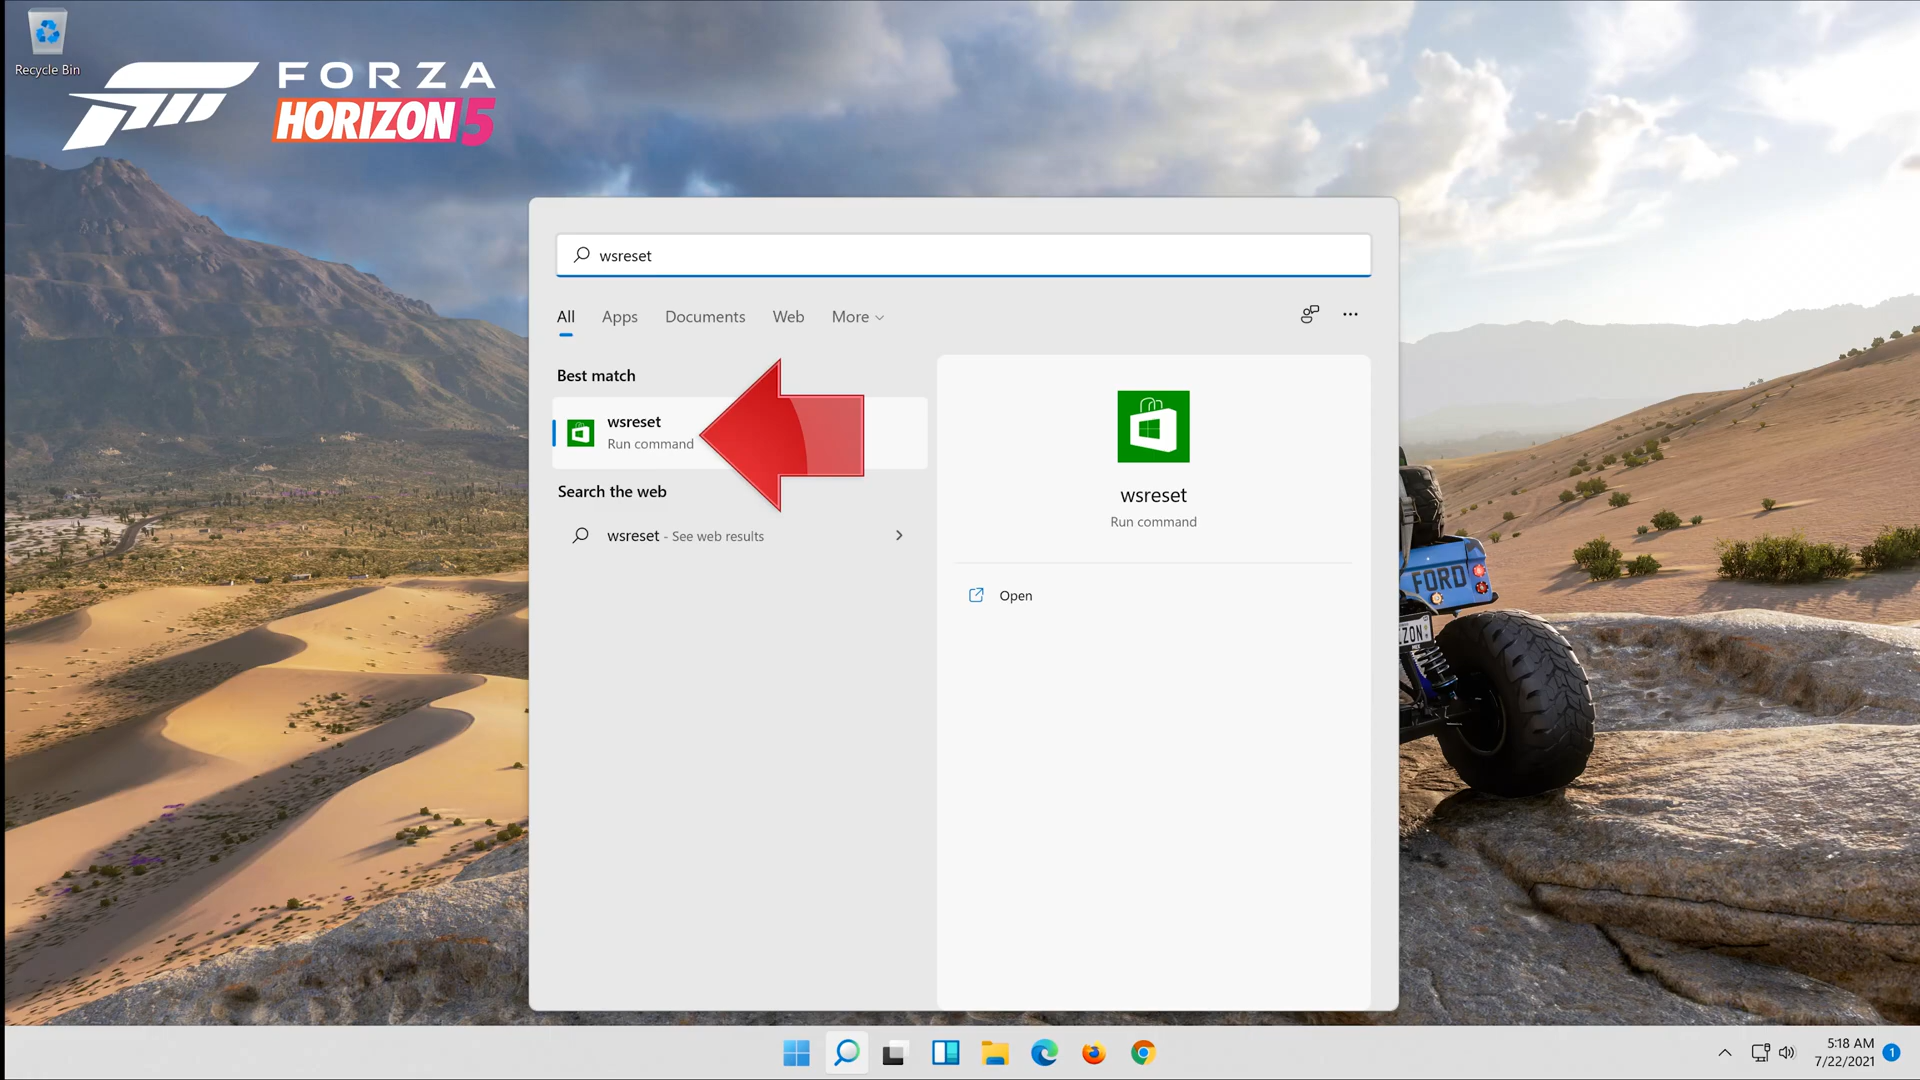 Recycle Bin
FORZA
HORIZON 5
wsreset
All
Apps
Documents
Web
More
Best match
wsreset
Run command
Search the web
wsreset - See web results
wsreset
Run command
Open
FORD
ZON
5:18 AM
7/22/2021
1